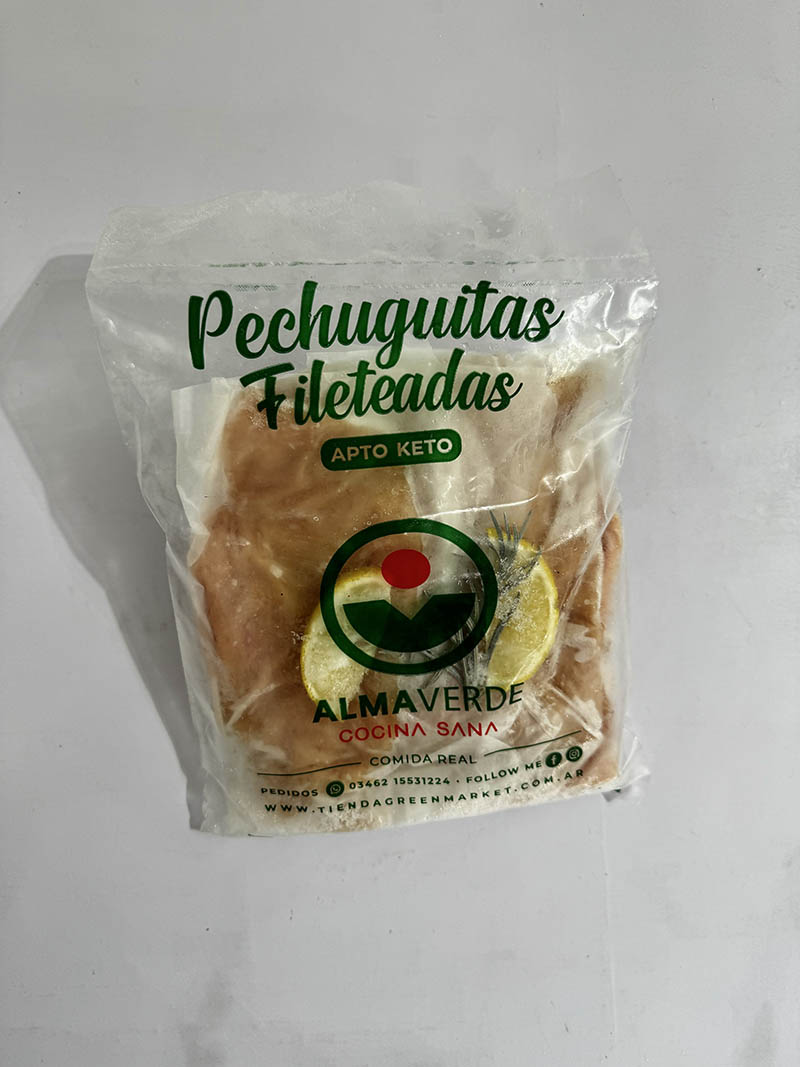 Pechuguitas
Fileteadas
APTO KETO
ALMAVERDE
COCINA SANA
COMIDA REAL
PEDIDOS 03462 15531224 · FOLLOW ME
WWW.TIENDAGREENMARKET.COM.AR